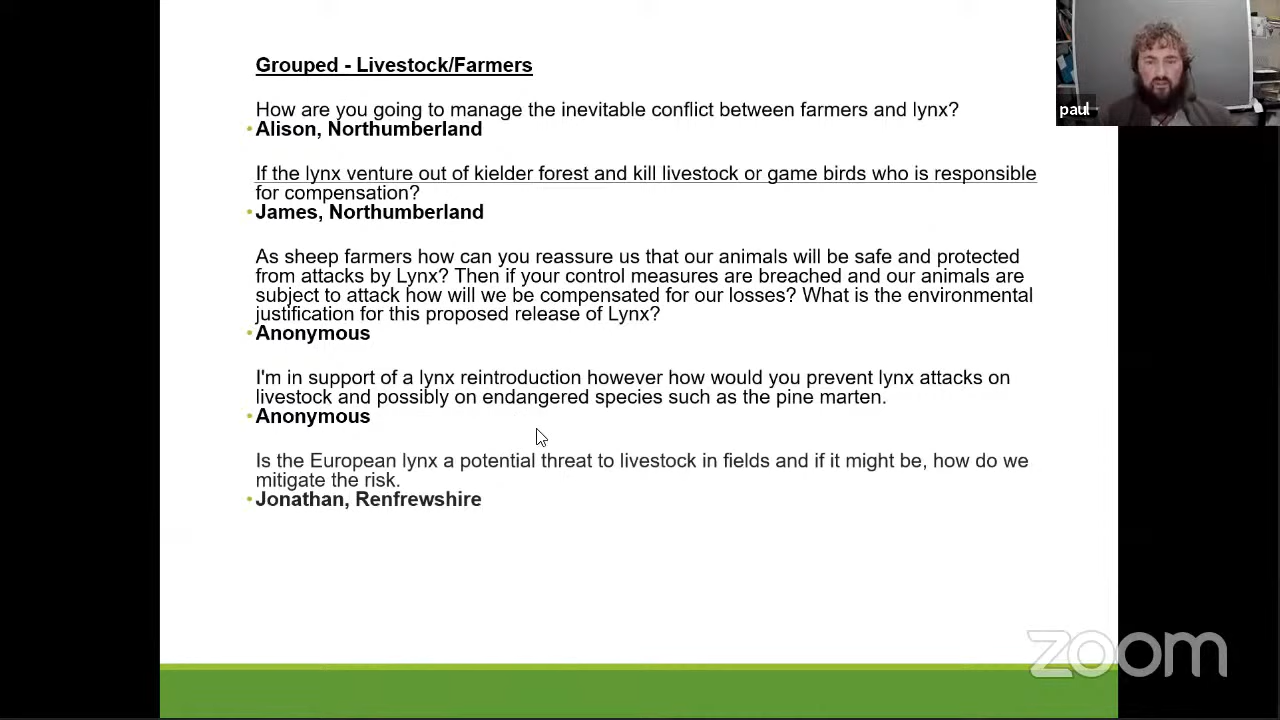 Grouped - Livestock/Farmers
paul
How are you going to manage the inevitable conflict between farmers and lynx?
• Alison, Northumberland
If the lynx venture out of kielder forest and kill livestock or game birds who is responsible
for compensation?
• James, Northumberland
As sheep farmers how can you reassure us that our animals will be safe and protected
from attacks by Lynx? Then if your control measures are breached and our animals are
subject to attack how will we be compensated for our losses? What is the environmental
justification for this proposed release of Lynx?
• Anonymous
I'm in support of a lynx reintroduction however how would you prevent lynx attacks on
livestock and possibly on endangered species such as the pine marten.
• Anonymous
Is the European lynx a potential threat to livestock in fields and if it might be, how do we
mitigate the risk.
• Jonathan, Renfrewshire
zoom